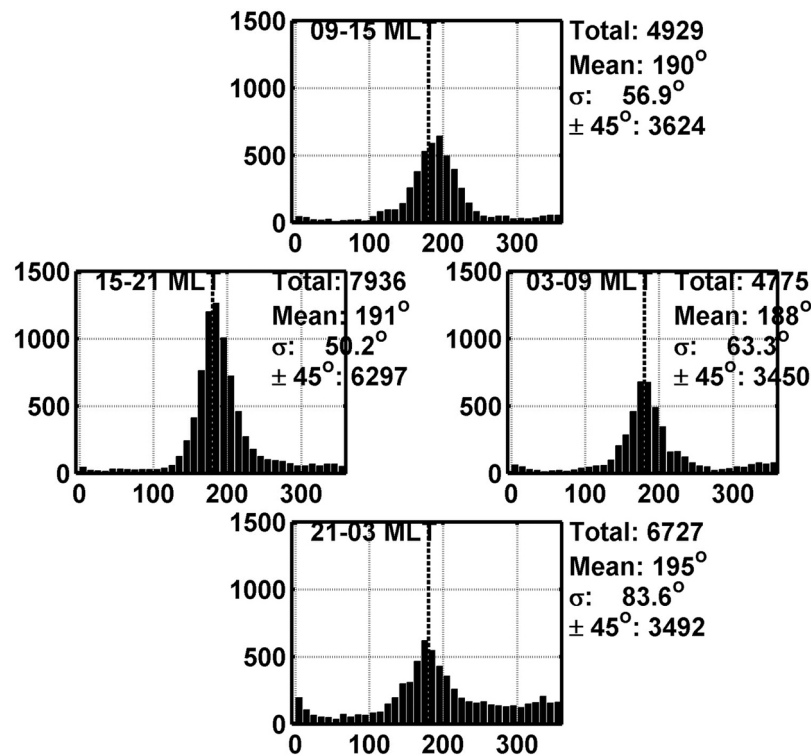 1500
1000
500
0
0 100 200 300
09-15 MLT
Total: 4929
Mean: 190°
σ: 56.9°
± 45°: 3624
1500
1000
500
0
0 100 200 300
15-21 MLT
Total: 7936
Mean: 191°
σ: 50.2°
± 45°: 6297
1500
1000
500
0
0 100 200 300
03-09 MLT
Total: 4775
Mean: 188°
σ: 63.3°
± 45°: 3450
1500
1000
500
0
0 100 200 300
21-03 MLT
Total: 6727
Mean: 195°
σ: 83.6°
± 45°: 3492